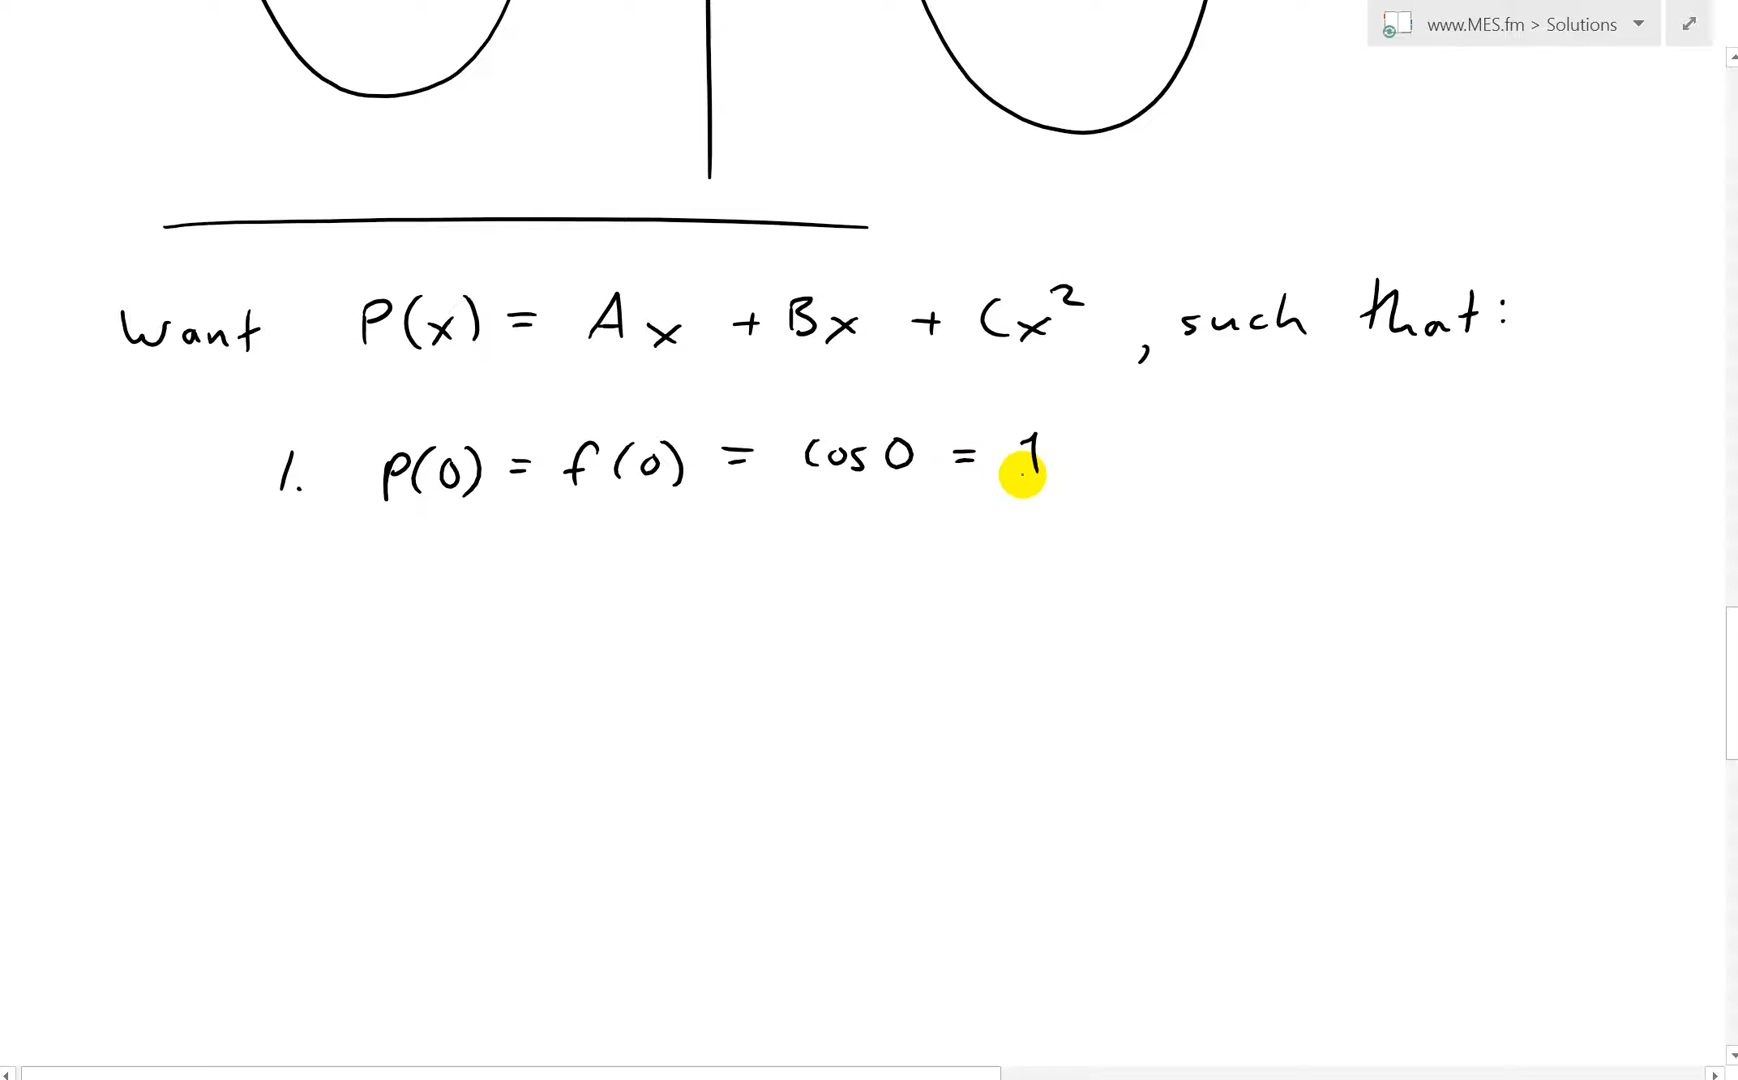 www.MES.fm > Solutions
Want P(x) = Ax + Bx + Cx², such that:
1. P(0) = f(0) = cos 0 = 1